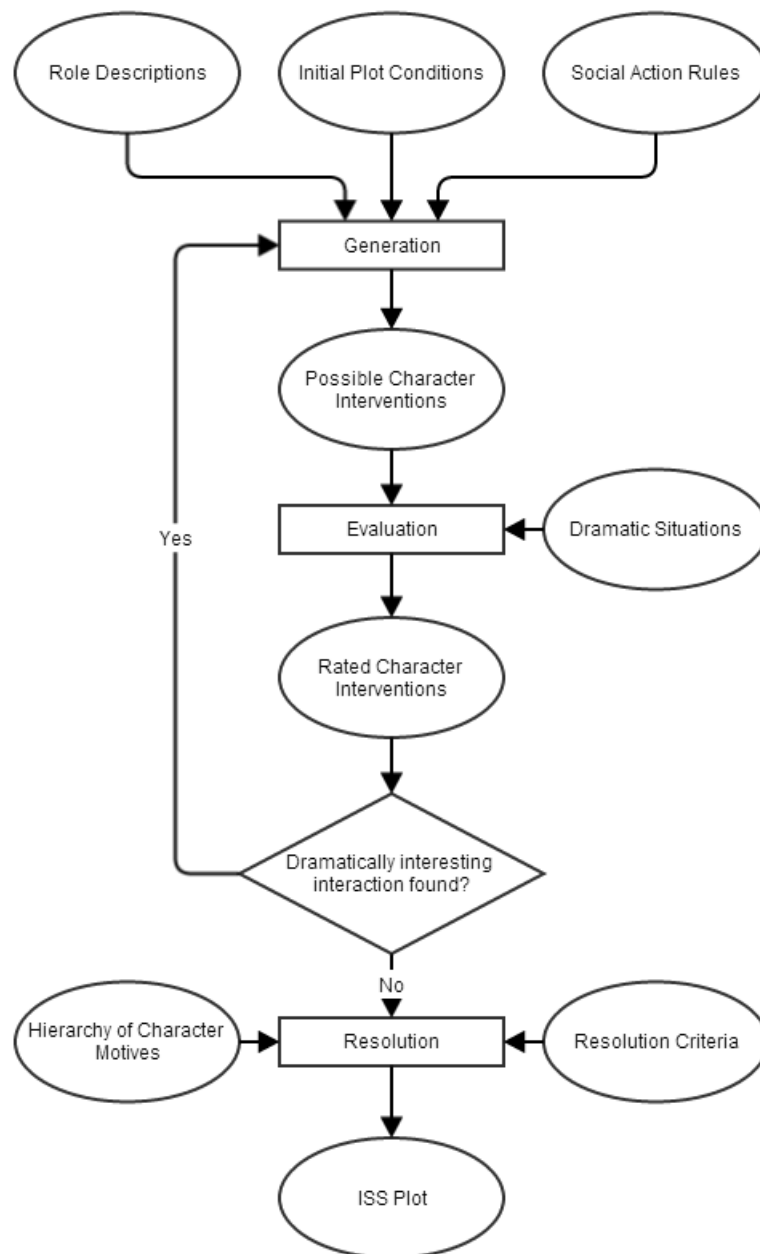 Role Descriptions
Initial Plot Conditions
Social Action Rules
Generation
Possible Character
Interventions
Yes
Evaluation
Dramatic Situations
Rated Character
Interventions
Dramatically interesting
interaction found?
No
Hierarchy of Character
Motives
Resolution
Resolution Criteria
ISS Plot